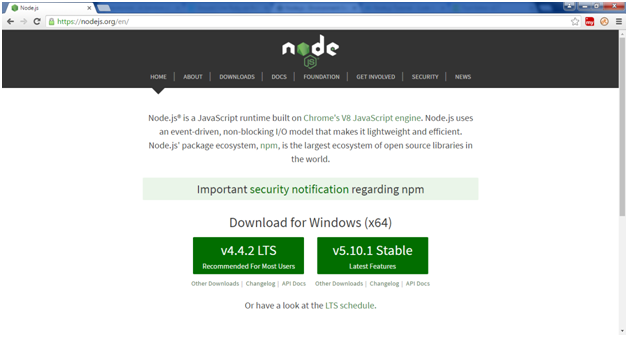 Node.js
https://nodejs.org/en/
node
JS
HOME ABOUT DOWNLOADS DOCS FOUNDATION GET INVOLVED SECURITY NEWS
Node.js® is a JavaScript runtime built on Chrome's V8 JavaScript engine. Node.js uses
an event-driven, non-blocking I/O model that makes it lightweight and efficient.
Node.js' package ecosystem, npm, is the largest ecosystem of open source libraries in
the world.
Important security notification regarding npm
Download for Windows (x64)
v4.4.2 LTS v5.10.1 Stable
Recommended For Most Users Latest Features
Other Downloads | Changelog | API Docs Other Downloads | Changelog | API Docs
Or have a look at the LTS schedule.